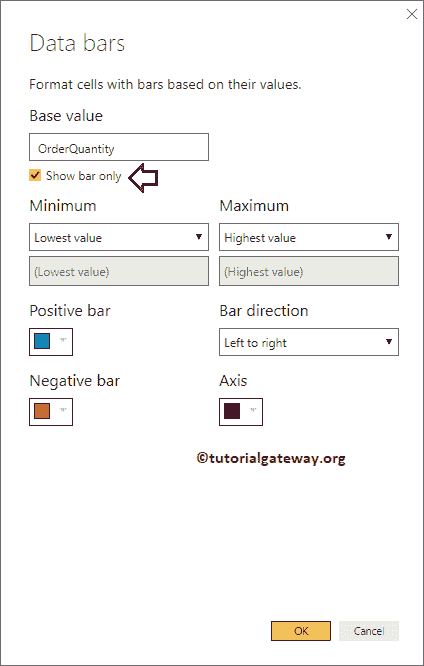 Data bars
Format cells with bars based on their values.
Base value
OrderQuantity
Show bar only
Minimum Maximum
Lowest value Highest value
(Lowest value) (Highest value)
Positive bar Bar direction
Left to right
Negative bar Axis
©tutorialgateway.org
OK Cancel